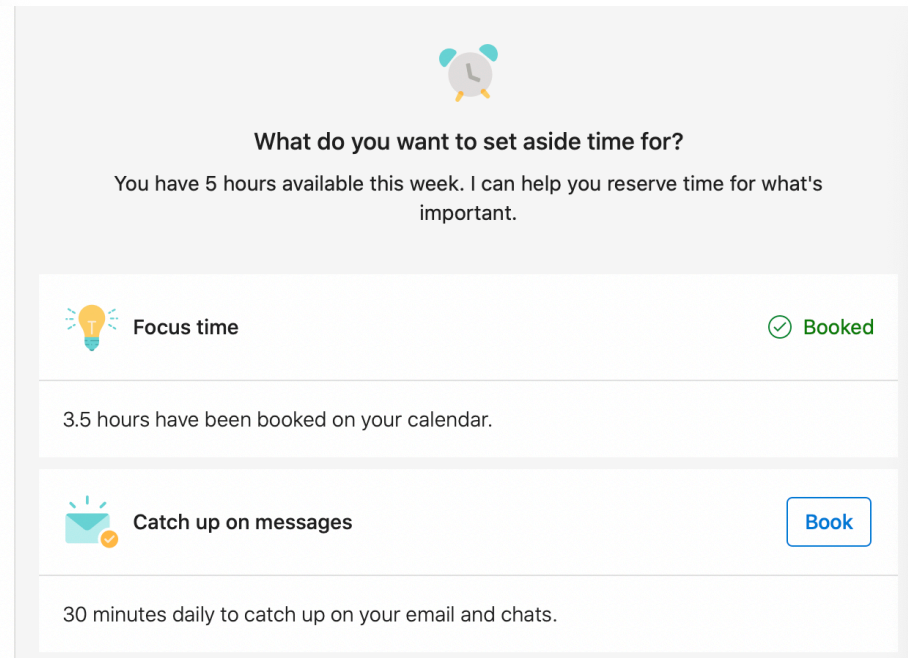 What do you want to set aside time for?
You have 5 hours available this week. I can help you reserve time for what's
important.
Focus time
Booked
3.5 hours have been booked on your calendar.
Catch up on messages
Book
30 minutes daily to catch up on your email and chats.